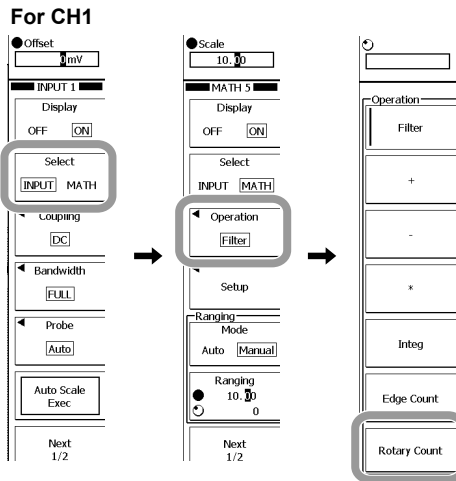 For CH1
Offset
0 mV
INPUT 1
Display
OFF ON
Select
INPUT MATH
Coupling
DC
Bandwidth
FULL
Probe
Auto
Auto Scale
Exec
Next
1/2
Scale
10.00
MATH 5
Display
OFF ON
Select
INPUT MATH
Operation
Filter
Setup
Ranging
Mode
Auto Manual
Ranging
10.00
0
Next
1/2
Operation
Filter
+
-
*
Integ
Edge Count
Rotary Count